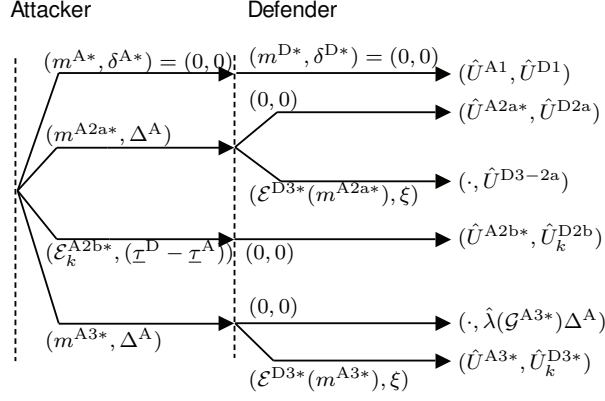 Attacker Defender
(m^{A*}, δ^{A*}) = (0, 0) (m^{D*}, δ^{D*}) = (0, 0) (Û^{A1}, Û^{D1})
(0, 0) (Û^{A2a*}, Û^{D2a})
(m^{A2a*}, Δ^A)
(ℰ^{D3*}(m^{A2a*}), ξ) (·, Û^{D3−2a})
(ℰ_k^{A2b*}, (τ̲^D − τ̲^A)) (0, 0) (Û^{A2b*}, Û_k^{D2b})
(0, 0) (·, λ̂(𝒢^{A3*})Δ^A)
(m^{A3*}, Δ^A)
(ℰ^{D3*}(m^{A3*}), ξ) (Û^{A3*}, Û_k^{D3*})